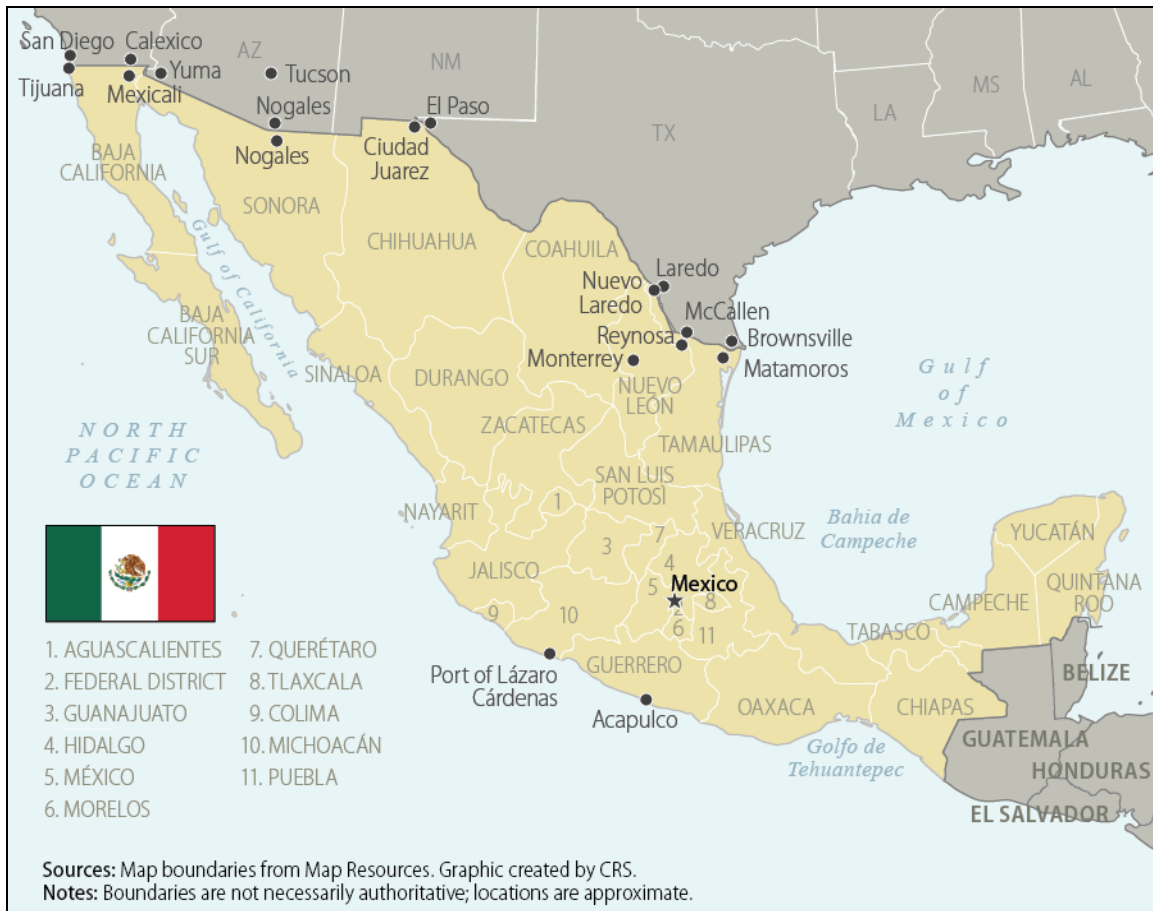 San Diego
Calexico
AZ
NM
TX
LA
MS
AL
Tijuana
Mexicali
Yuma
Tucson
Nogales
Nogales
El Paso
Ciudad
Juarez
BAJA
CALIFORNIA
SONORA
CHIHUAHUA
COAHUILA
Gulf of California
Nuevo
Laredo
Laredo
McCallen
Reynosa
Brownsville
Monterrey
Matamoros
BAJA
CALIFORNIA
SUR
SINALOA
DURANGO
NUEVO
LEÓN
Gulf
of
Mexico
ZACATECAS
TAMAULIPAS
NORTH
PACIFIC
OCEAN
SAN LUIS
POTOSÍ
NAYARIT
1
VERACRUZ
Bahia de
Campeche
YUCATÁN
3
7
4
JALISCO
5
Mexico
2
8
QUINTANA
ROO
CAMPECHE
9
10
6
11
TABASCO
GUERRERO
Port of Lázaro
Cárdenas
Acapulco
OAXACA
CHIAPAS
BELIZE
Golfo de
Tehuantepec
GUATEMALA
HONDURAS
EL SALVADOR
1. AGUASCALIENTES
2. FEDERAL DISTRICT
3. GUANAJUATO
4. HIDALGO
5. MÉXICO
6. MORELOS
7. QUERÉTARO
8. TLAXCALA
9. COLIMA
10. MICHOACÁN
11. PUEBLA
Sources: Map boundaries from Map Resources. Graphic created by CRS.
Notes: Boundaries are not necessarily authoritative; locations are approximate.